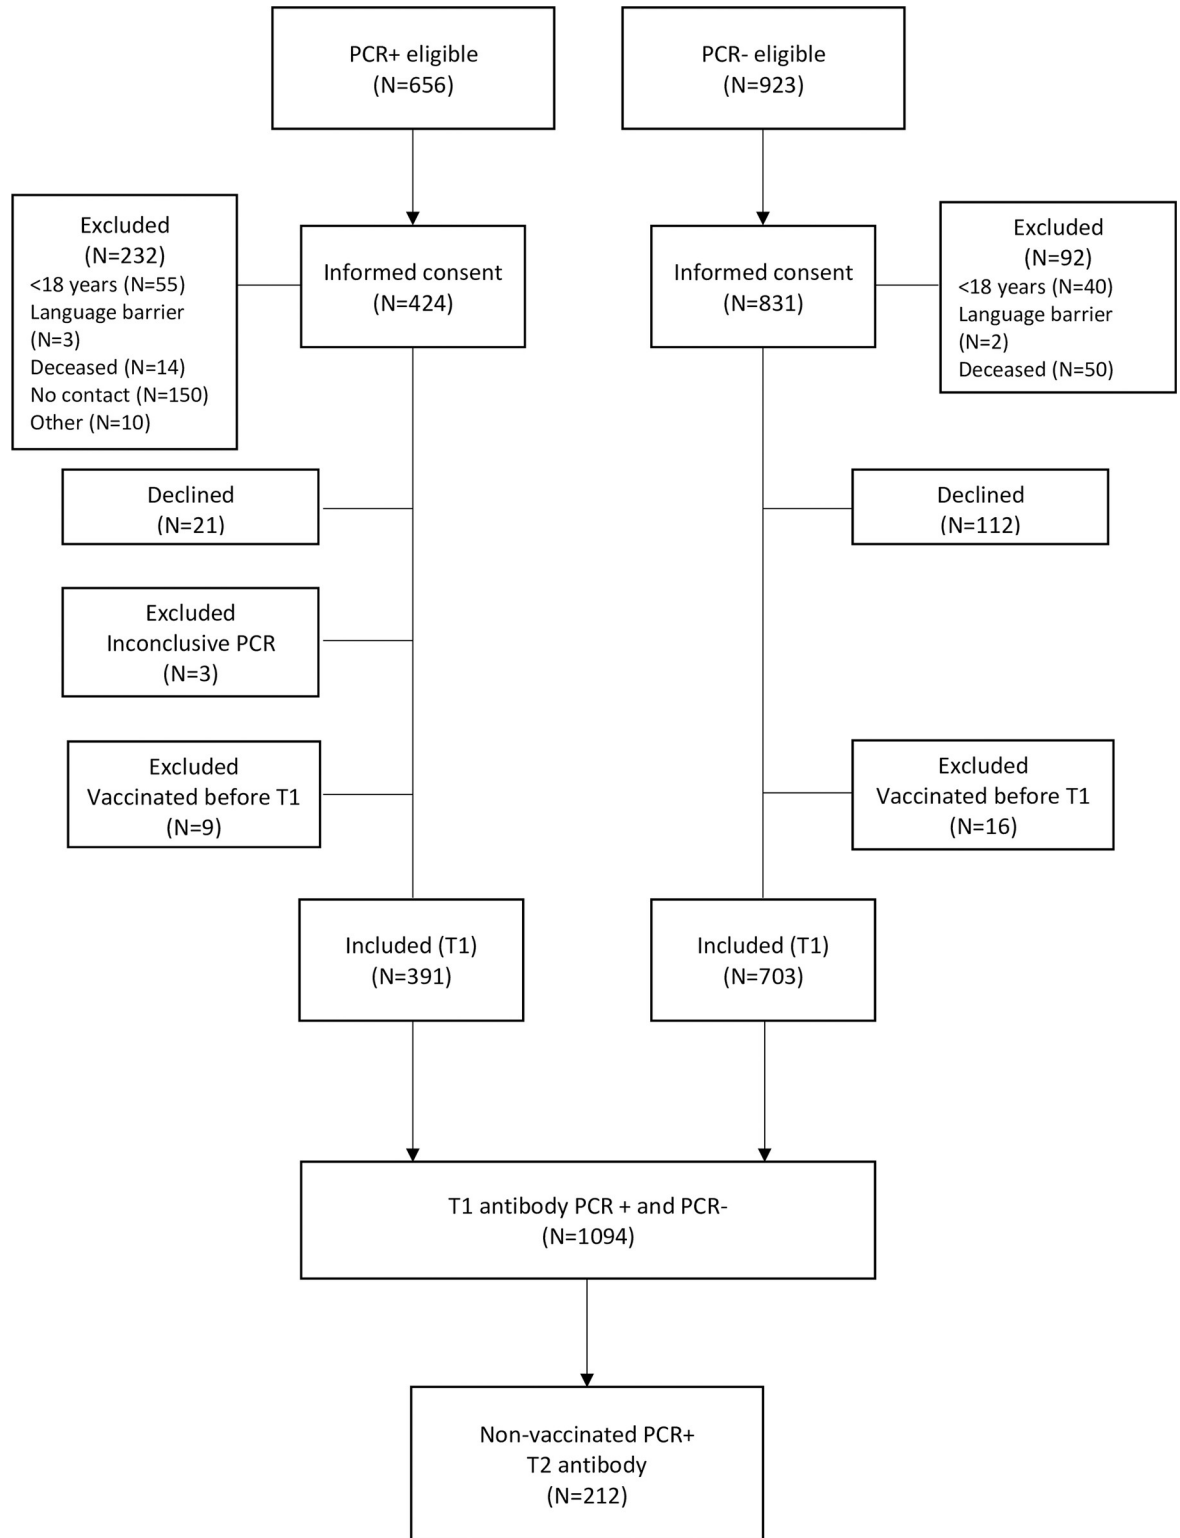 PCR+ eligible
(N=656)
PCR- eligible
(N=923)
Excluded
(N=232)
<18 years (N=55)
Language barrier
(N=3)
Deceased (N=14)
No contact (N=150)
Other (N=10)
Informed consent
(N=424)
Informed consent
(N=831)
Excluded
(N=92)
<18 years (N=40)
Language barrier
(N=2)
Deceased (N=50)
Declined
(N=21)
Declined
(N=112)
Excluded
Inconclusive PCR
(N=3)
Excluded
Vaccinated before T1
(N=9)
Excluded
Vaccinated before T1
(N=16)
Included (T1)
(N=391)
Included (T1)
(N=703)
T1 antibody PCR + and PCR-
(N=1094)
Non-vaccinated PCR+
T2 antibody
(N=212)